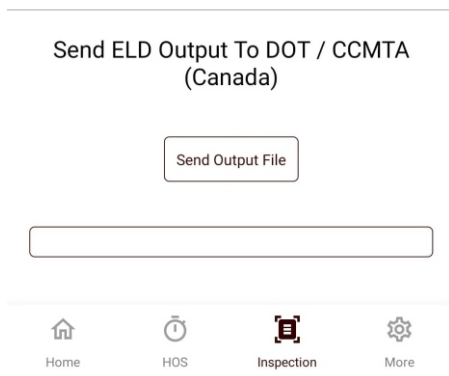 Send ELD Output To DOT / CCMTA
(Canada)
Send Output File
Home
HOS
Inspection
More